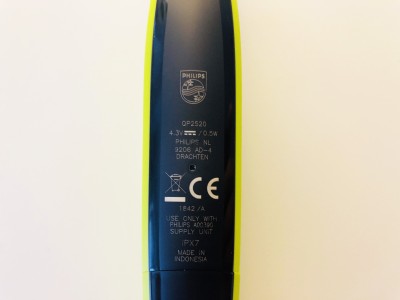 PHILIPS
QP2520
4.3V⎓/0.5W
PHILIPS NL
9206 AD-4
DRACHTEN
CE
1842 /A
USE ONLY WITH
PHILIPS A00390
SUPPLY UNIT
IPX7
MADE IN
INDONESIA